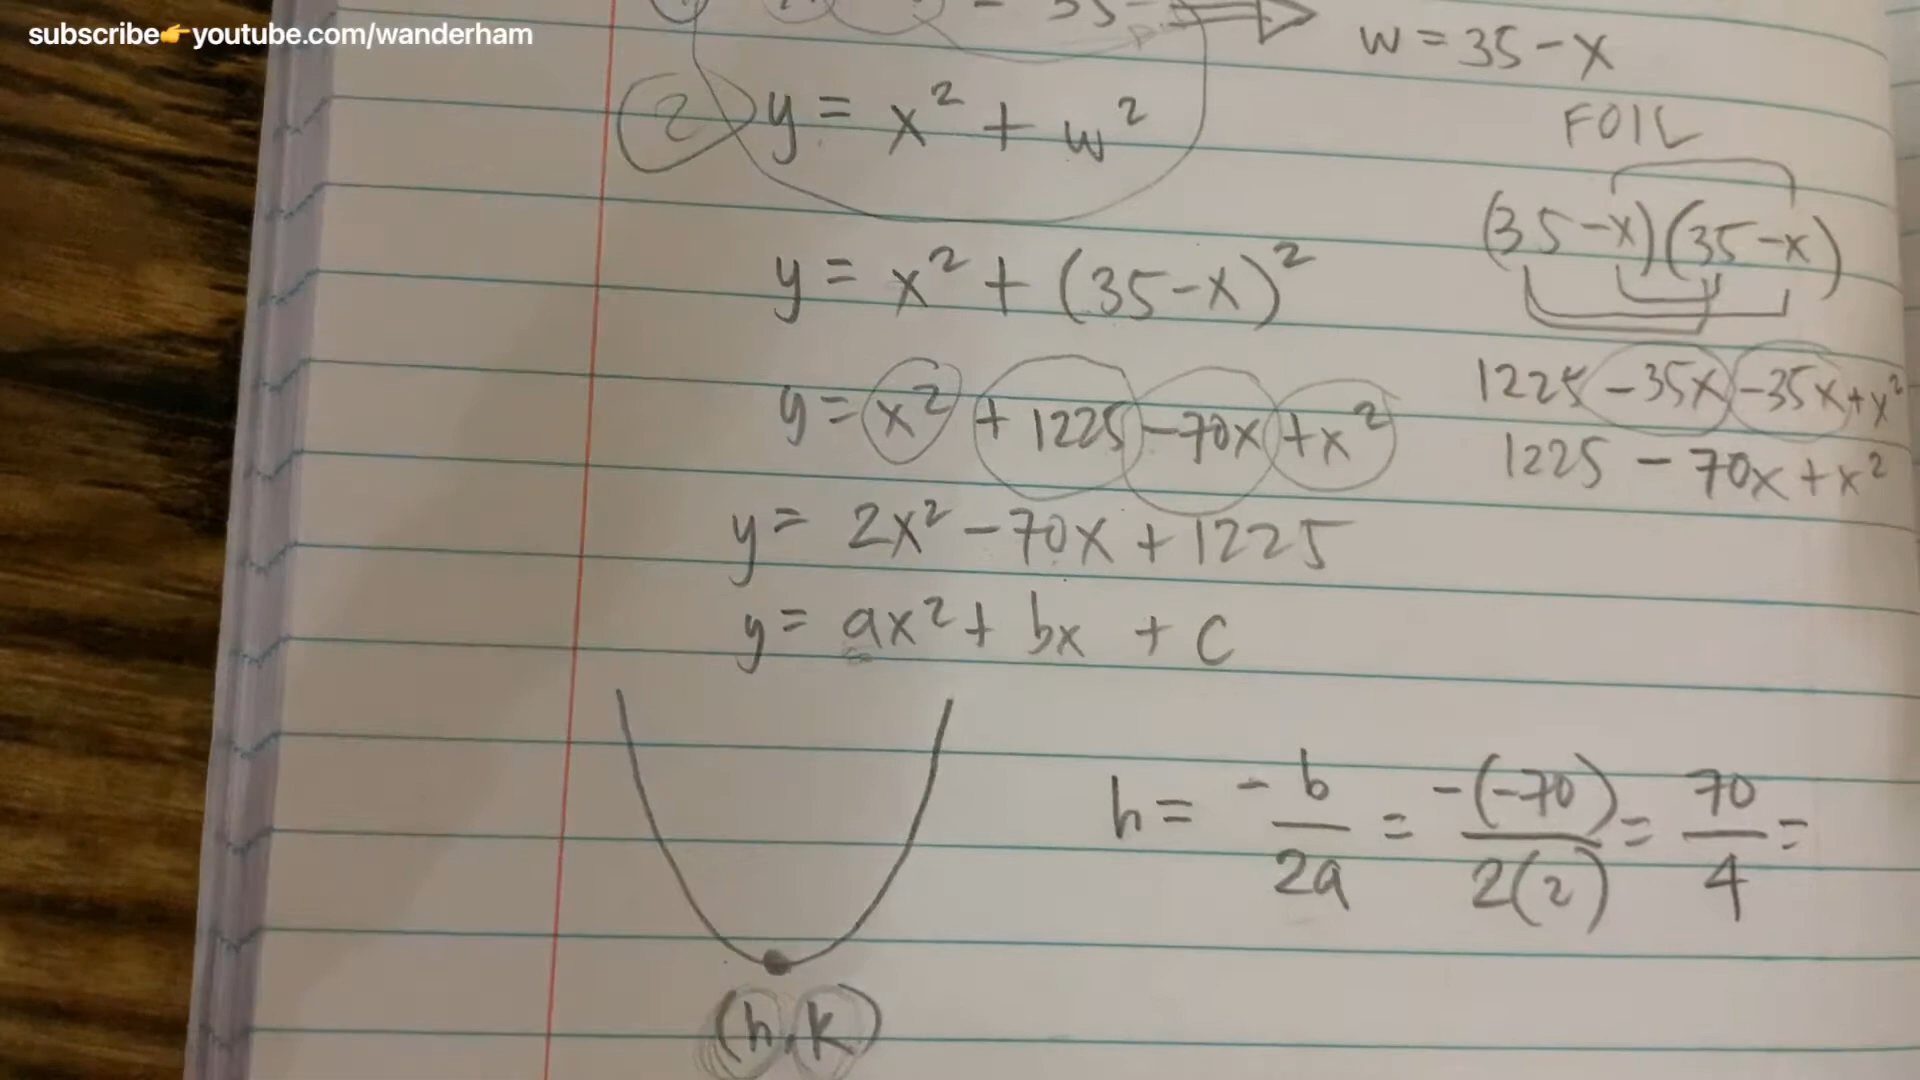 subscribe👉youtube.com/wanderham
w = 35 - x
② y = x² + w²
FOIL
(35-x)(35-x)
y = x² + (35-x)²
1225 - 35x - 35x + x²
y = x² + 1225 - 70x + x²
1225 - 70x + x²
y = 2x² - 70x + 1225
y = ax² + bx + c
h = -b/2a = -(-70)/2(2) = 70/4 =
(h, k)